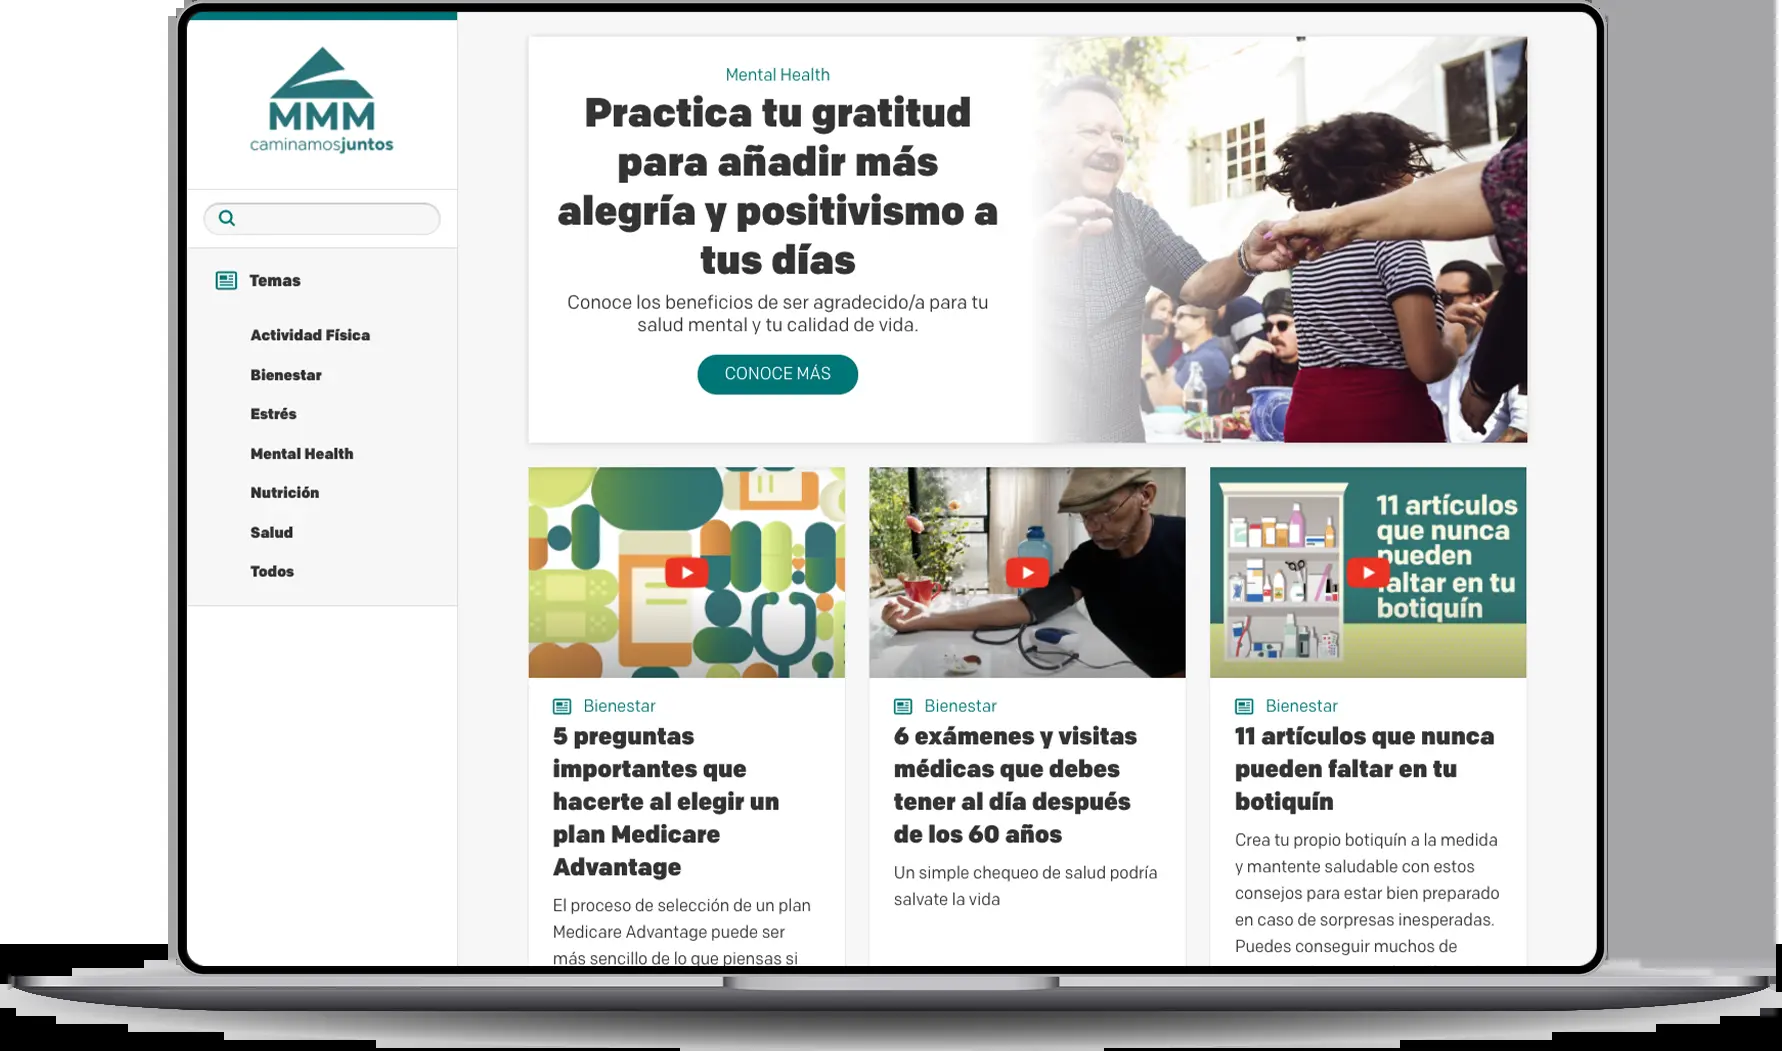 MMM
caminamosjuntos
Temas
Actividad Física
Bienestar
Estrés
Mental Health
Nutrición
Salud
Todos
Mental Health
Practica tu gratitud
para añadir más
alegría y positivismo a
tus días
Conoce los beneficios de ser agradecido/a para tu
salud mental y tu calidad de vida.
CONOCE MÁS
Bienestar
5 preguntas
importantes que
hacerte al elegir un
plan Medicare
Advantage
El proceso de selección de un plan
Medicare Advantage puede ser
más sencillo de lo que piensas si
Bienestar
6 exámenes y visitas
médicas que debes
tener al día después
de los 60 años
Un simple chequeo de salud podría
salvate la vida
11 artículos
que nunca
pueden
faltar en tu
botiquín
Bienestar
11 artículos que nunca
pueden faltar en tu
botiquín
Crea tu propio botiquín a la medida
y mantente saludable con estos
consejos para estar bien preparado
en caso de sorpresas inesperadas.
Puedes conseguir muchos de